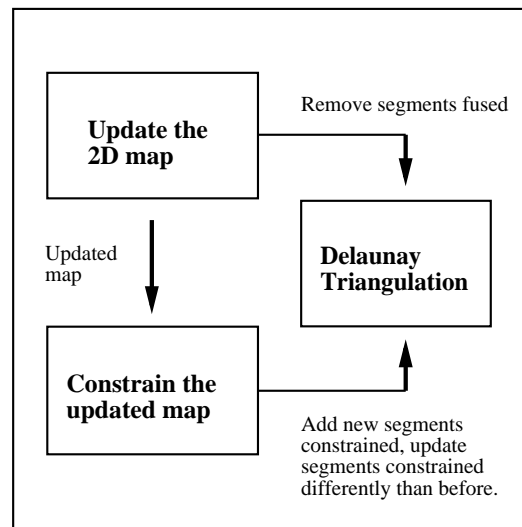 Update the
2D map
Remove segments fused
Updated
map
Delaunay
Triangulation
Constrain the
updated map
Add new segments
constrained, update
segments constrained
differently than before.